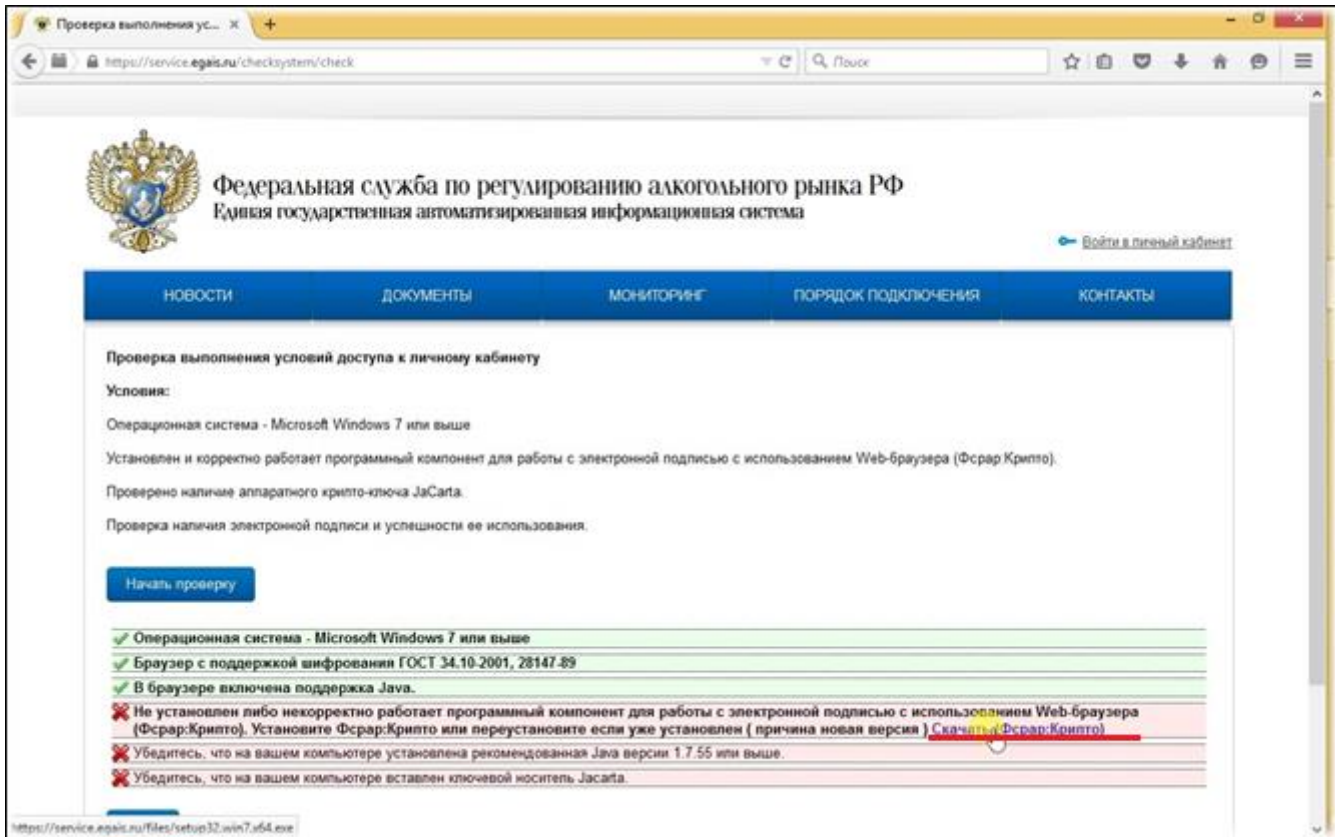 Проверка выполнения ус... × +
https://service.egais.ru/checksystem/check
Поиск
Федеральная служба по регулированию алкогольного рынка РФ
Единая государственная автоматизированная информационная система
Войти в личный кабинет
НОВОСТИ ДОКУМЕНТЫ МОНИТОРИНГ ПОРЯДОК ПОДКЛЮЧЕНИЯ КОНТАКТЫ
Проверка выполнения условий доступа к личному кабинету
Условия:
Операционная система - Microsoft Windows 7 или выше
Установлен и корректно работает программный компонент для работы с электронной подписью с использованием Web-браузера (Фсрар:Крипто).
Проверено наличие аппаратного крипто-ключа JaCarta.
Проверка наличия электронной подписи и успешности ее использования.
Начать проверку
Операционная система - Microsoft Windows 7 или выше
Браузер с поддержкой шифрования ГОСТ 34.10-2001, 28147-89
В браузере включена поддержка Java.
Не установлен либо некорректно работает программный компонент для работы с электронной подписью с использованием Web-браузера
(Фсрар:Крипто). Установите Фсрар:Крипто или переустановите если уже установлен ( причина новая версия ) Скачать (Фсрар:Крипто)
Убедитесь, что на вашем компьютере установлена рекомендованная Java версии 1.7.55 или выше.
Убедитесь, что на вашем компьютере вставлен ключевой носитель Jacarta.
https://service.egais.ru/files/setup32.win7.x64.exe